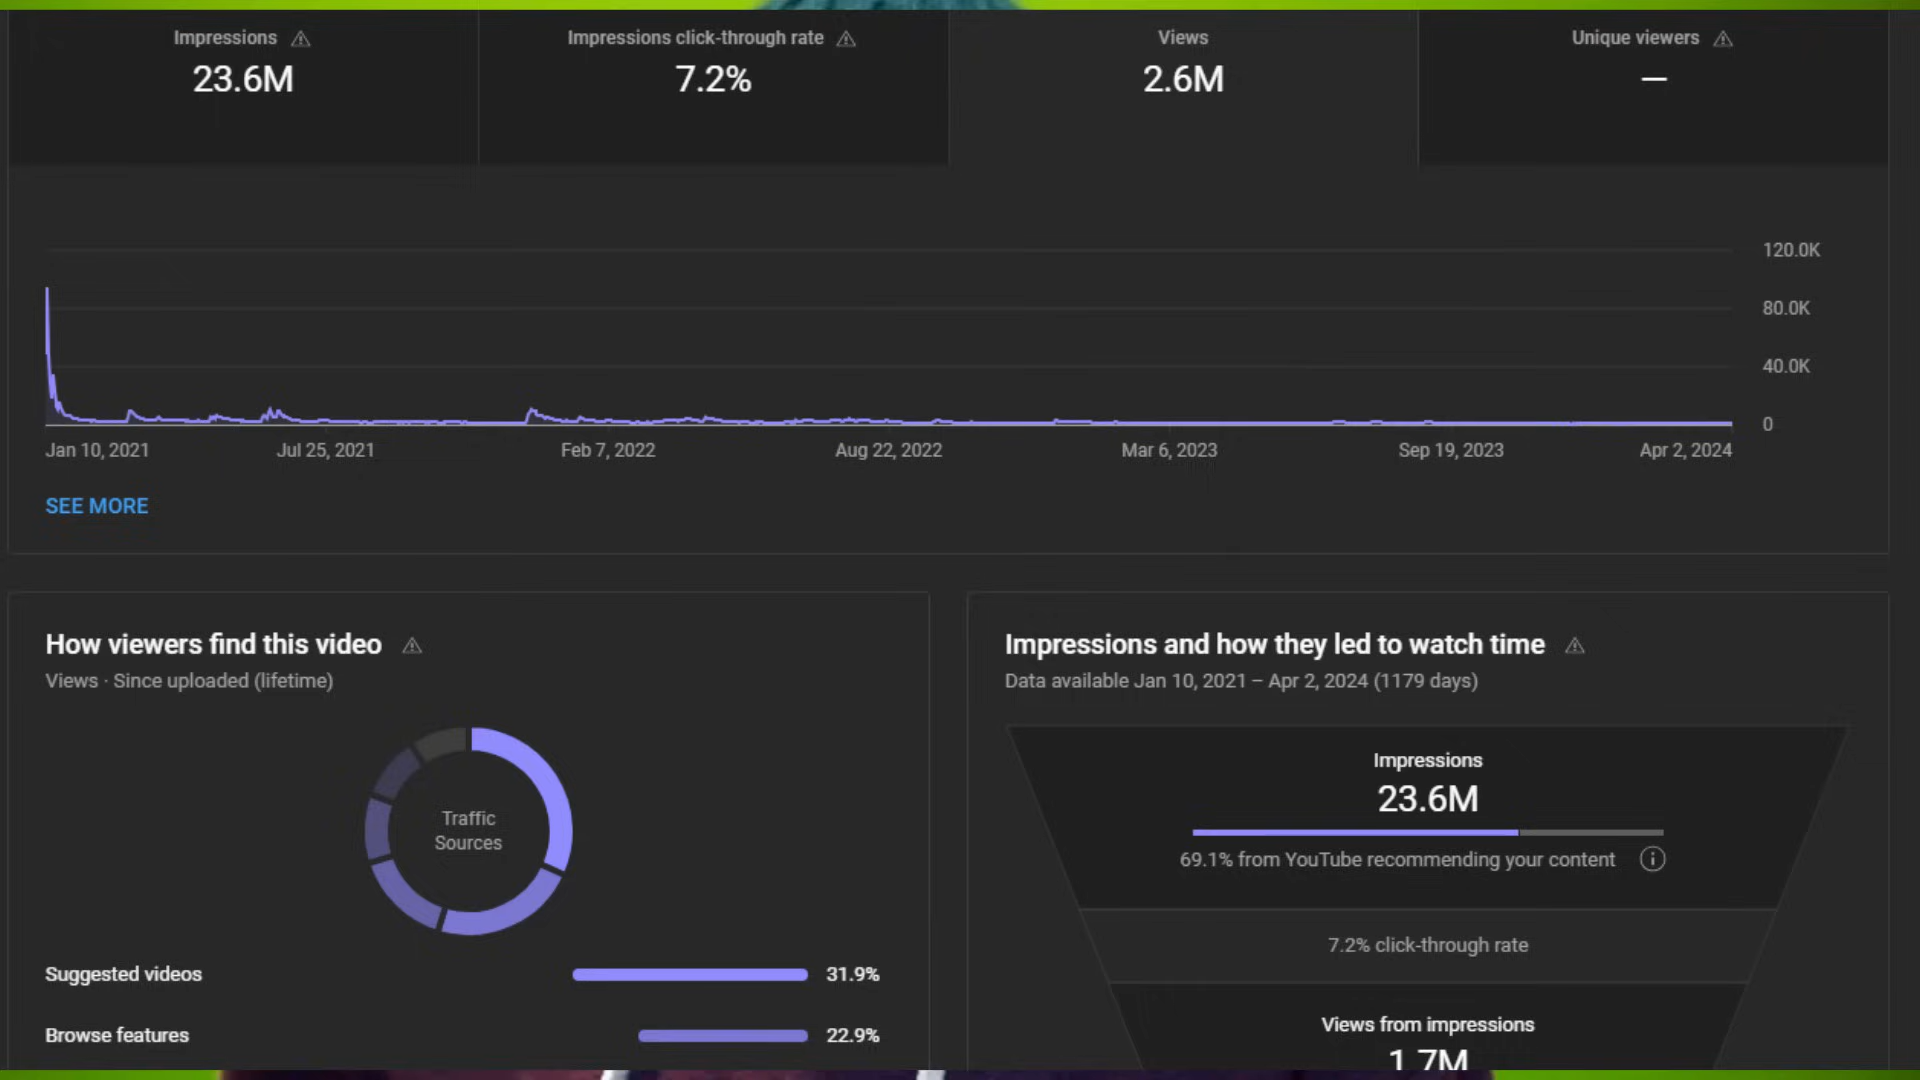 Impressions
23.6M
Impressions click-through rate
7.2%
Views
2.6M
Unique viewers
—
120.0K
80.0K
40.0K
0
Jan 10, 2021
Jul 25, 2021
Feb 7, 2022
Aug 22, 2022
Mar 6, 2023
Sep 19, 2023
Apr 2, 2024
SEE MORE
How viewers find this video
Views · Since uploaded (lifetime)
Traffic
Sources
Suggested videos 31.9%
Browse features 22.9%
Impressions and how they led to watch time
Data available Jan 10, 2021 – Apr 2, 2024 (1179 days)
Impressions
23.6M
69.1% from YouTube recommending your content
7.2% click-through rate
Views from impressions
1.7M